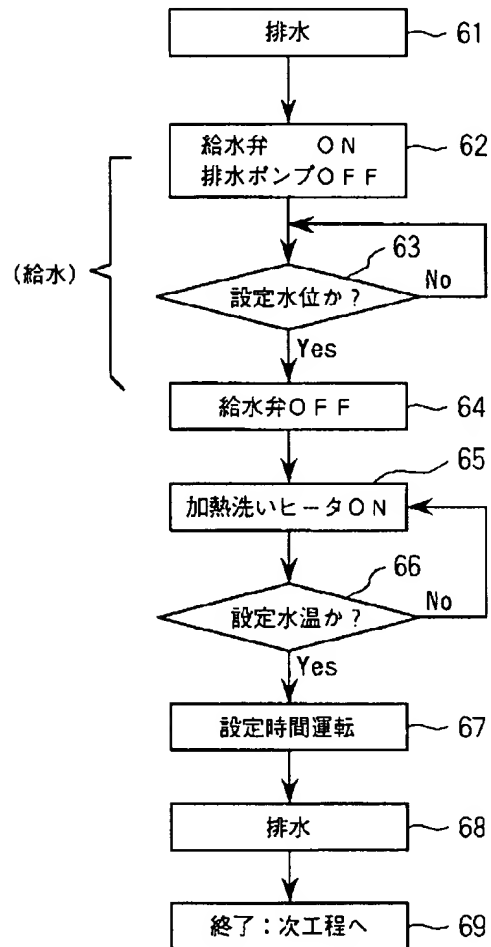 排水
61
給水弁 ON
排水ポンプOFF
62
(給水)
63
設定水位か?
No
Yes
給水弁OFF
64
65
加熱洗いヒータON
66
設定水温か?
No
Yes
設定時間運転
67
排水
68
終了:次工程へ
69